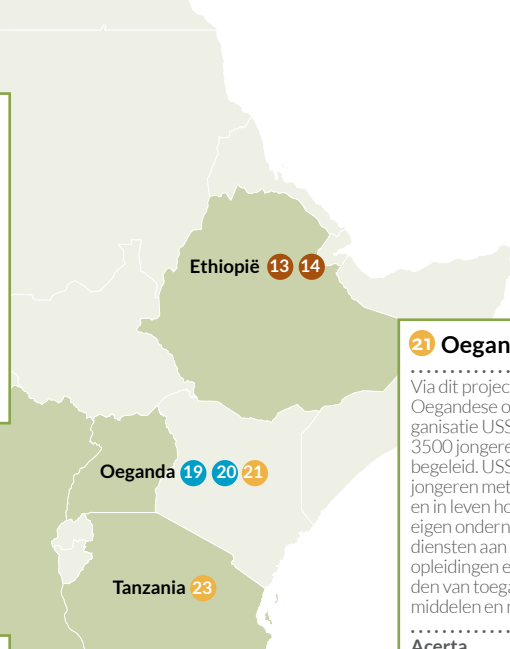 Ethiopië 13 14
Oeganda 19 20 21
Tanzania 23
21 Oegan
Via dit projec
Oegandese o
ganisatie USS
3500 jongere
begeleid. USS
jongeren met
en in leven ho
eigen ondern
diensten aan
opleidingen e
den van toega
middelen en r
Acerta